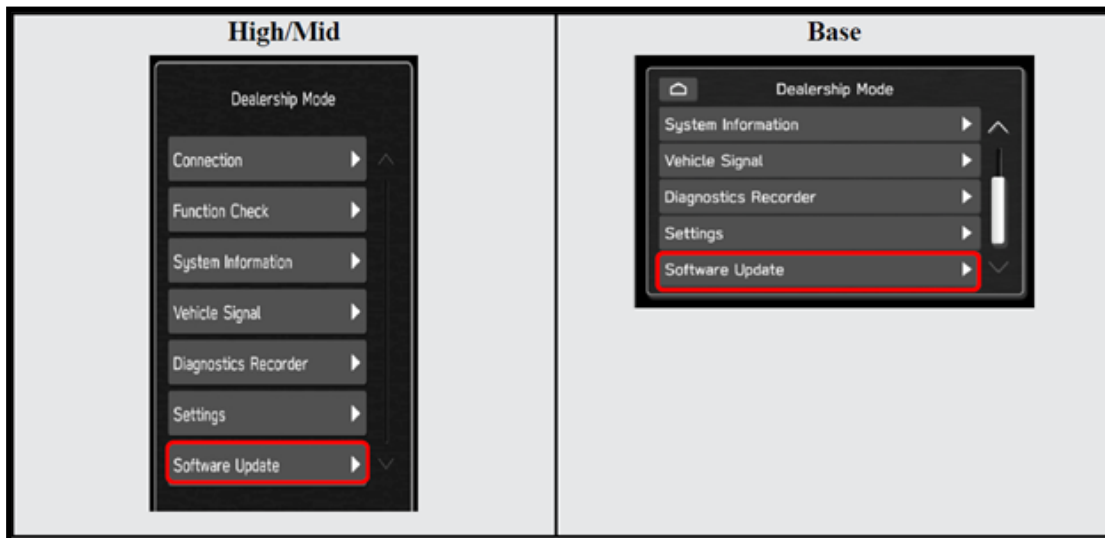 High/Mid
Dealership Mode
Connection
Function Check
System Information
Vehicle Signal
Diagnostics Recorder
Settings
Software Update
Base
Dealership Mode
System Information
Vehicle Signal
Diagnostics Recorder
Settings
Software Update